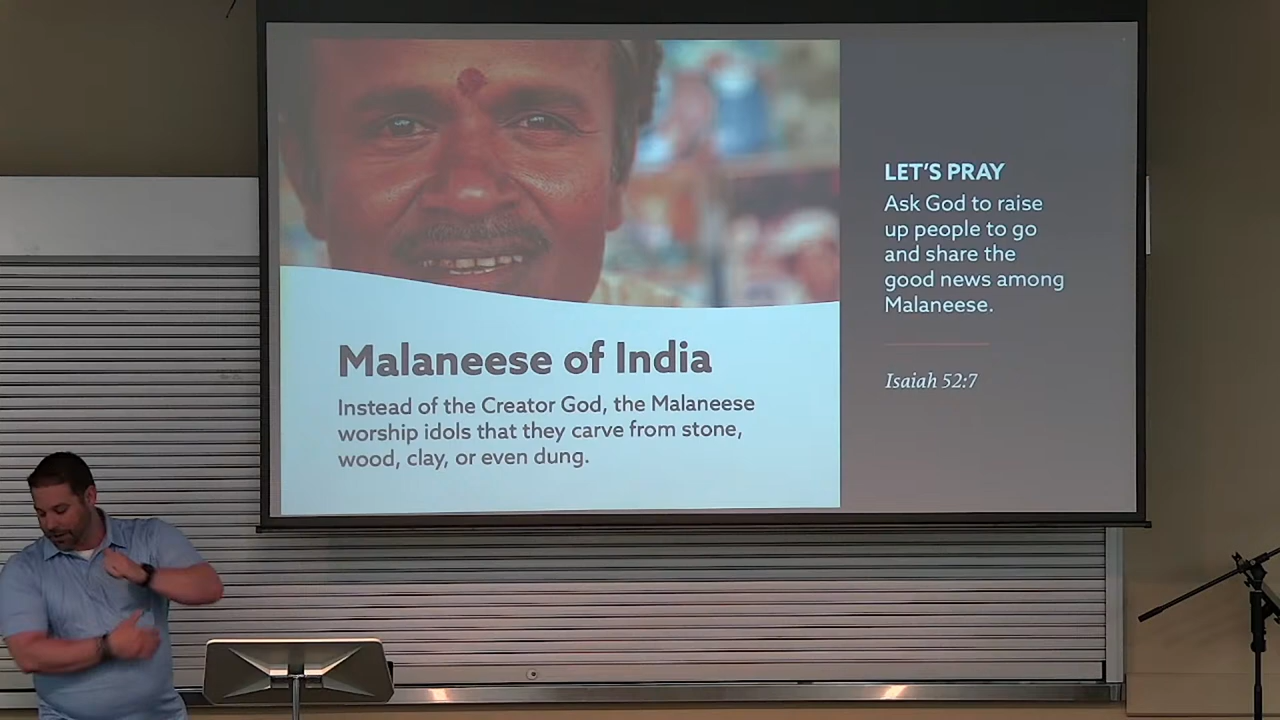 Malaneese of India
Instead of the Creator God, the Malaneese
worship idols that they carve from stone,
wood, clay, or even dung.
LET'S PRAY
Ask God to raise
up people to go
and share the
good news among
Malaneese.
Isaiah 52:7